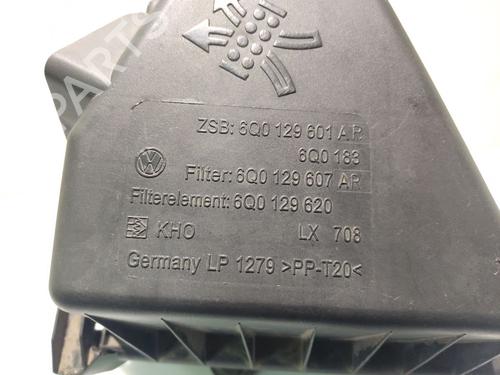 PARTS
ZSB: 6Q0 129 601 AR
6Q0 183
Filter: 6Q0 129 607 AR
Filterelement: 6Q0 129 620
KHO LX 708
Germany LP 1279 >PP-T20<